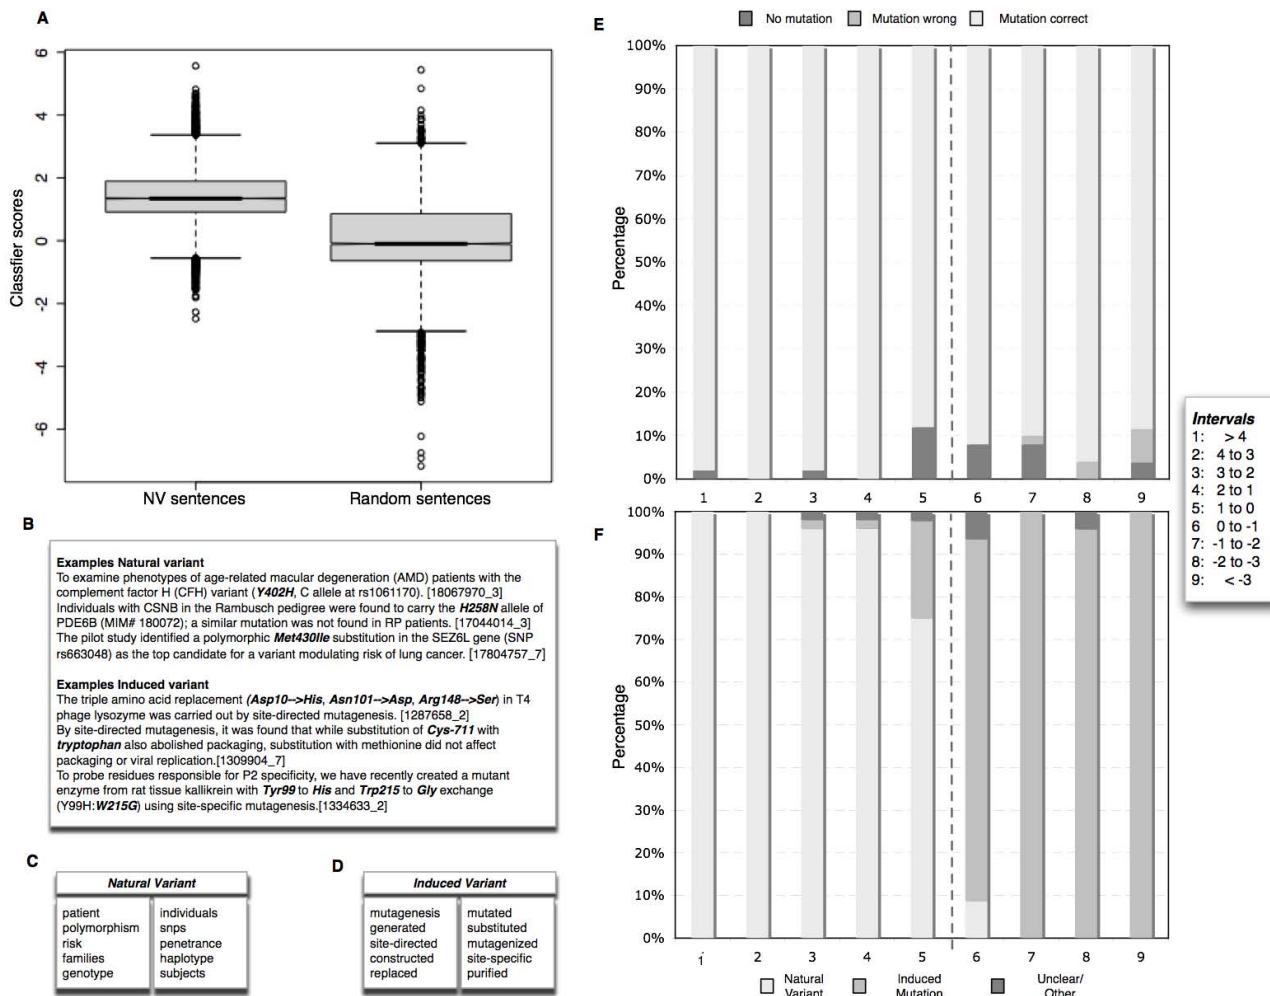 A
6
4
2
0
-2
-4
-6
Classfier scores
NV sentences
Random sentences
B
Examples Natural variant
To examine phenotypes of age-related macular degeneration (AMD) patients with the
complement factor H (CFH) variant (Y402H, C allele at rs1061170). [18067970_3]
Individuals with CSNB in the Rambusch pedigree were found to carry the H258N allele of
PDE6B (MIM# 180072); a similar mutation was not found in RP patients. [17044014_3]
The pilot study identified a polymorphic Met430Ile substitution in the SEZ6L gene (SNP
rs663048) as the top candidate for a variant modulating risk of lung cancer. [17804757_7]
Examples Induced variant
The triple amino acid replacement (Asp10-->His, Asn101-->Asp, Arg148-->Ser) in T4
phage lysozyme was carried out by site-directed mutagenesis. [1287658_2]
By site-directed mutagenesis, it was found that while substitution of Cys-711 with
tryptophan also abolished packaging, substitution with methionine did not affect
packaging or viral replication.[1309904_7]
To probe residues responsible for P2 specificity, we have recently created a mutant
enzyme from rat tissue kallikrein with Tyr99 to His and Trp215 to Gly exchange
(Y99H:W215G) using site-specific mutagenesis.[1334633_2]
C
Natural Variant
patient
polymorphism
risk
families
genotype
individuals
snps
penetrance
haplotype
subjects
D
Induced Variant
mutagenesis
generated
site-directed
constructed
replaced
mutated
substituted
mutagenized
site-specific
purified
E
No mutation
Mutation wrong
Mutation correct
100%
90%
80%
70%
60%
50%
40%
30%
20%
10%
0%
Percentage
1 2 3 4 5 6 7 8 9
F
100%
90%
80%
70%
60%
50%
40%
30%
20%
10%
0%
Percentage
1 2 3 4 5 6 7 8 9
Natural
Variant
Induced
Mutation
Unclear/
Other
Intervals
1: > 4
2: 4 to 3
3: 3 to 2
4: 2 to 1
5: 1 to 0
6 0 to -1
7: -1 to -2
8: -2 to -3
9: < -3